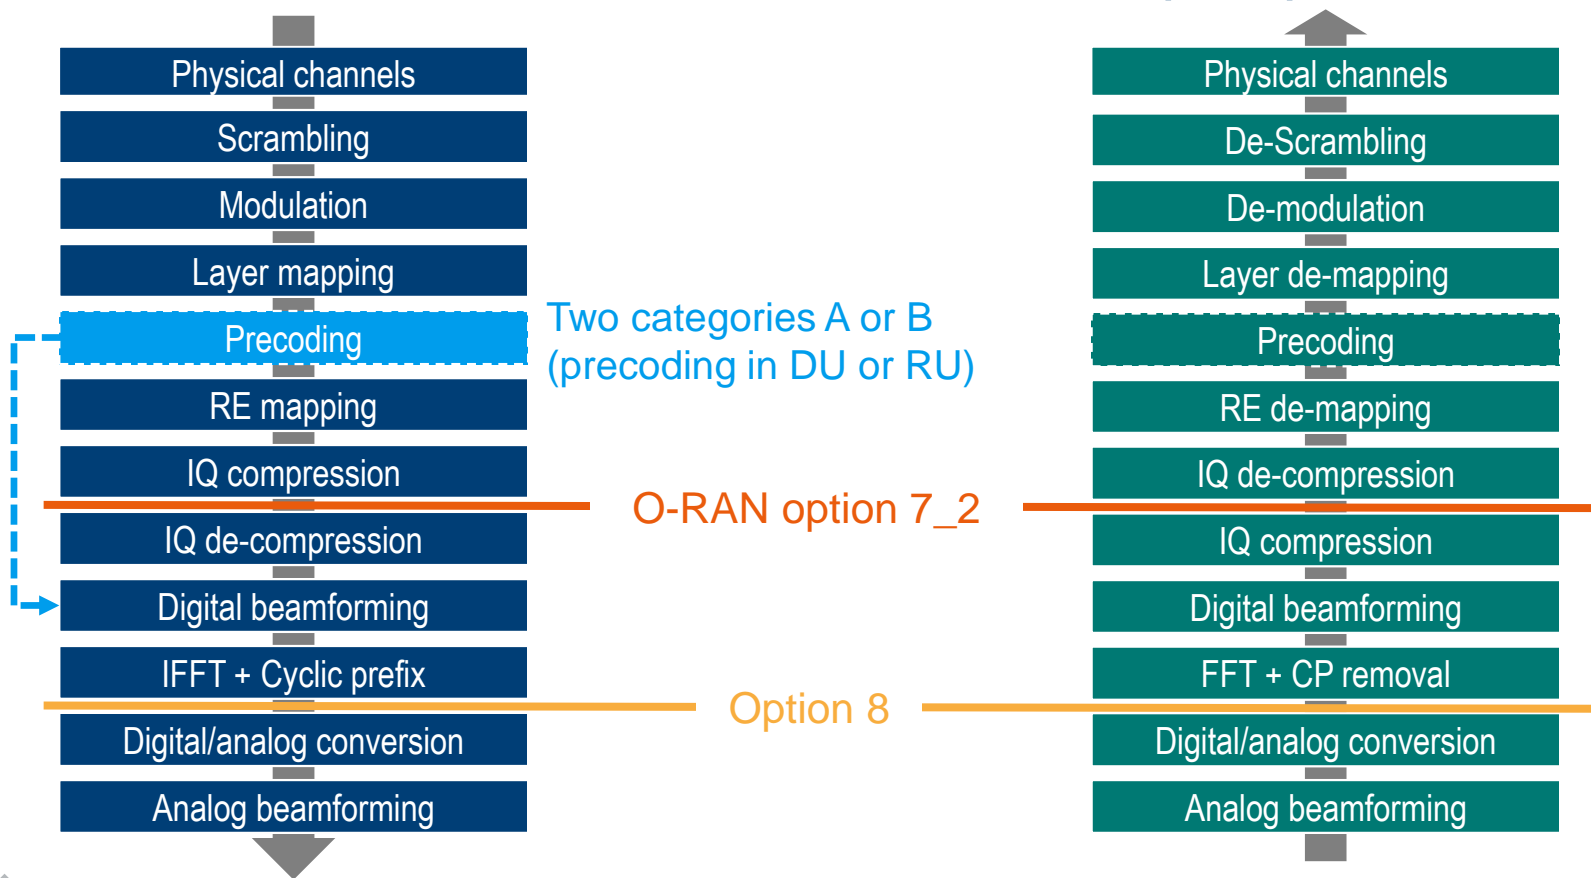 Physical channels
Scrambling
Modulation
Layer mapping
Precoding
RE mapping
IQ compression
IQ de-compression
Digital beamforming
IFFT + Cyclic prefix
Digital/analog conversion
Analog beamforming
Two categories A or B
(precoding in DU or RU)
O-RAN option 7_2
Option 8
Physical channels
De-Scrambling
De-modulation
Layer de-mapping
Precoding
RE de-mapping
IQ de-compression
IQ compression
Digital beamforming
FFT + CP removal
Digital/analog conversion
Analog beamforming